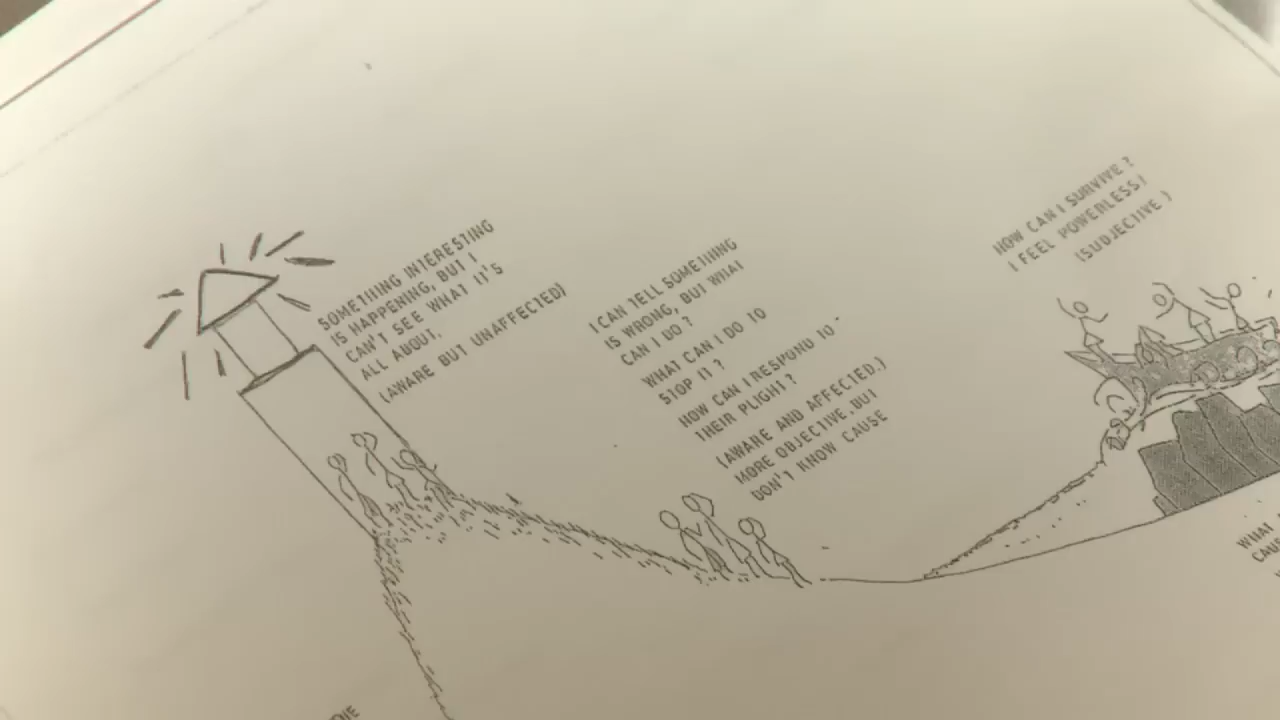 SOMETHING INTERESTING
IS HAPPENING, BUT I
CAN'T SEE WHAT IT'S
ALL ABOUT.
(AWARE BUT UNAFFECTED)
I CAN TELL SOMETHING
IS WRONG, BUT WHAT
CAN I DO?
WHAT CAN I DO TO
STOP IT?
HOW CAN I RESPOND TO
THEIR PLIGHT?
(AWARE AND AFFECTED.)
MORE OBJECTIVE, BUT
DON'T KNOW CAUSE
HOW CAN I SURVIVE?
I FEEL POWERLESS!
(SUBJECTIVE)